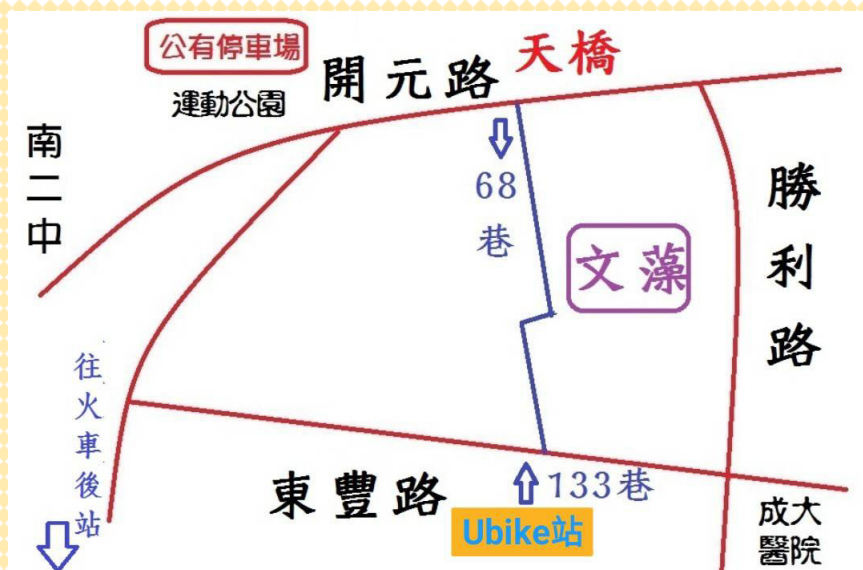 公有停車場
運動公園
開元路
天橋
南二中
68巷
文藻
勝利路
往火車後站
東豐路
133巷
Ubike站
成大
醫院